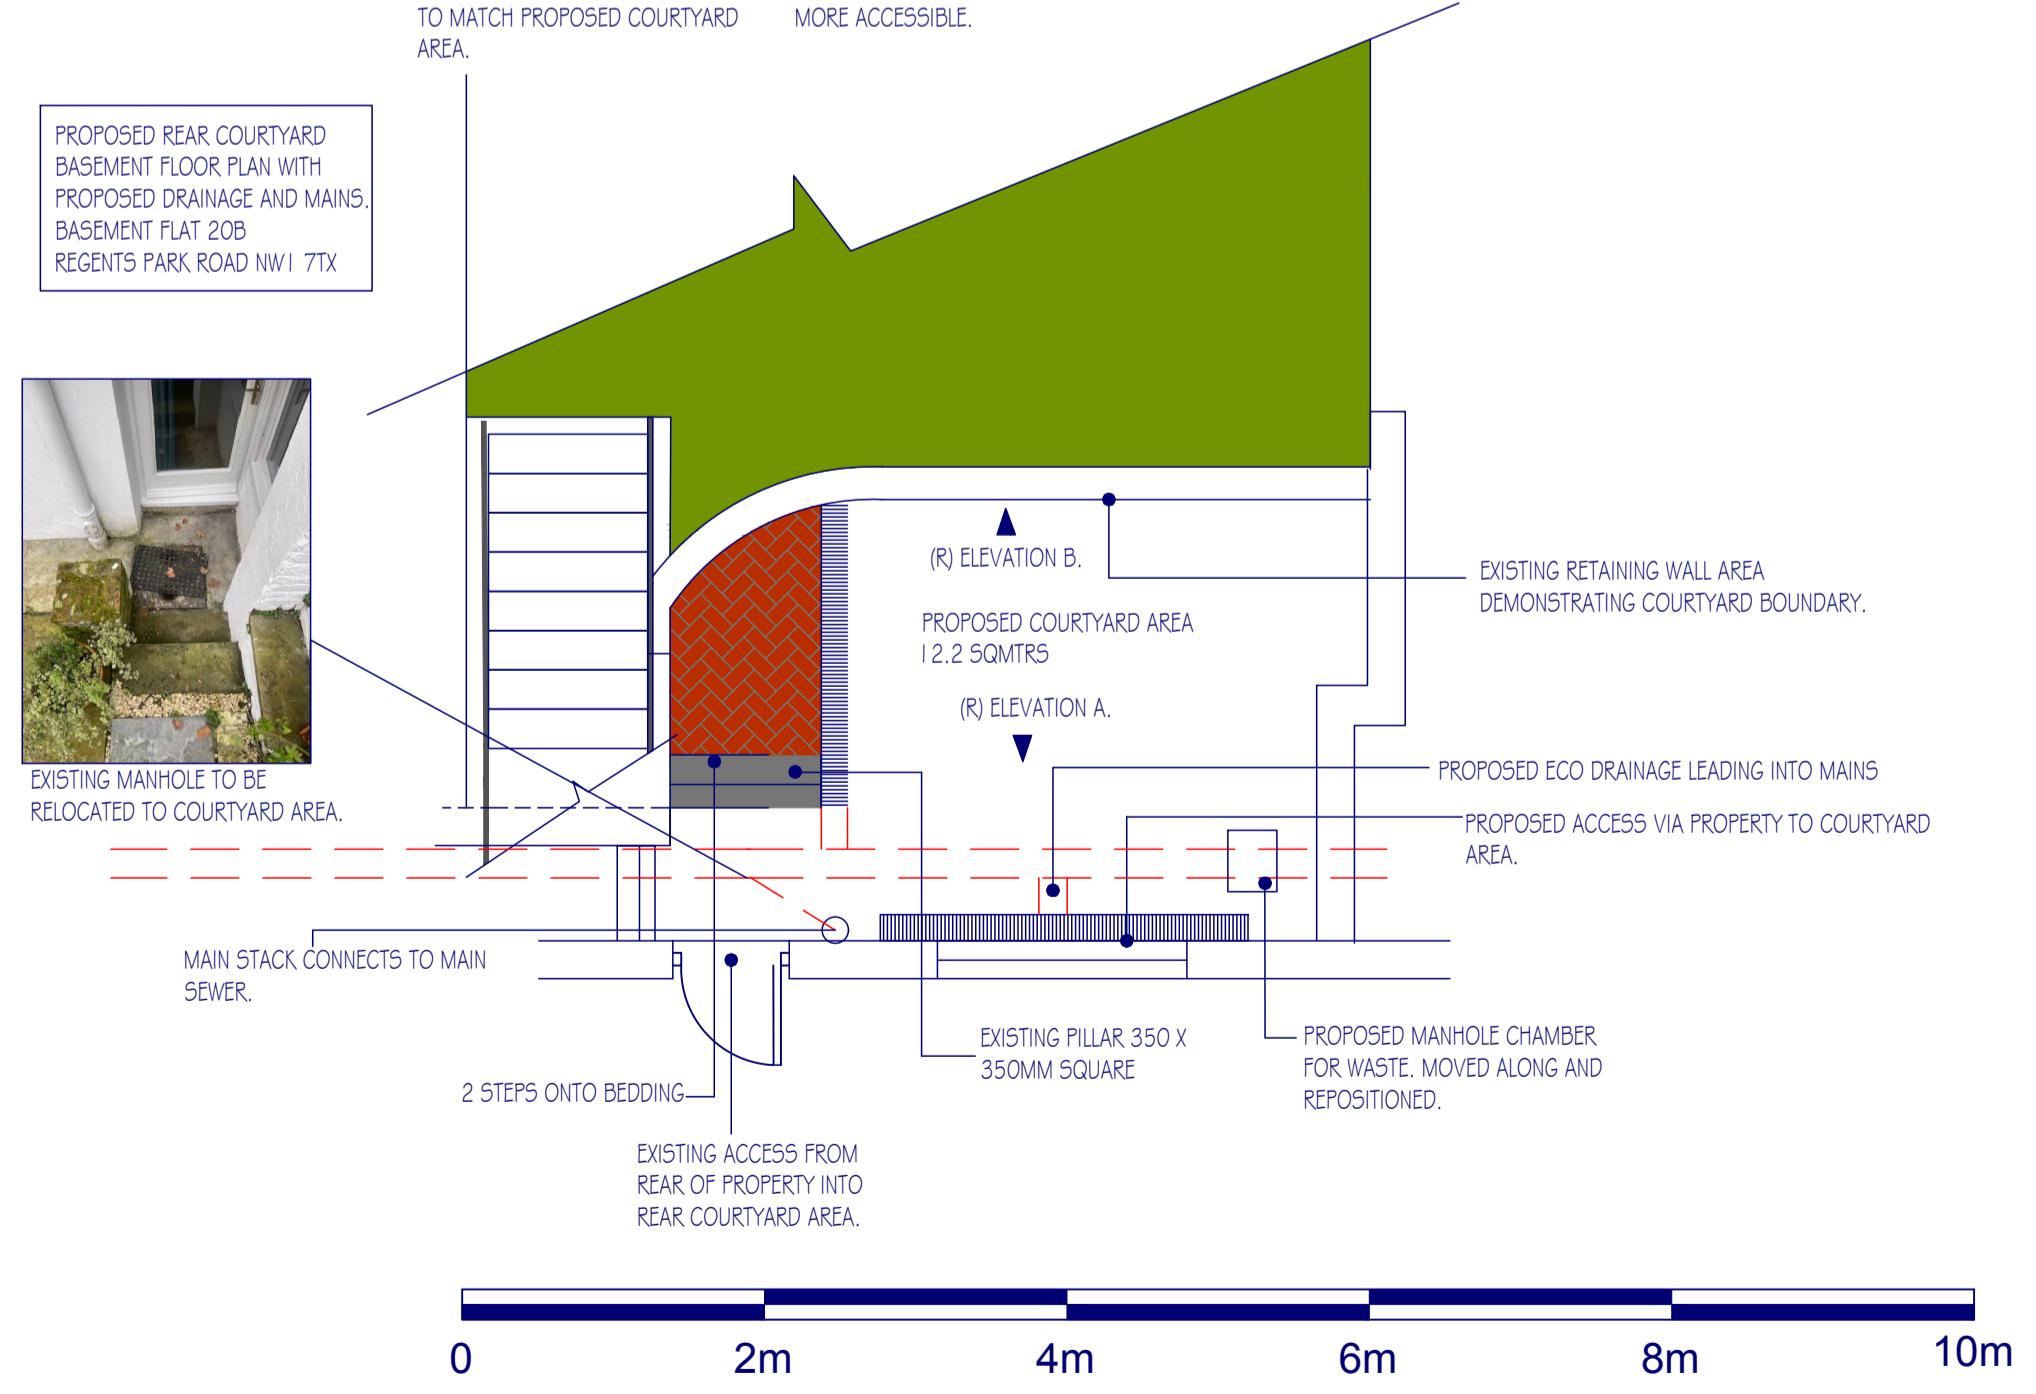 TO MATCH PROPOSED COURTYARD
AREA.
MORE ACCESSIBLE.
PROPOSED REAR COURTYARD
BASEMENT FLOOR PLAN WITH
PROPOSED DRAINAGE AND MAINS.
BASEMENT FLAT 20B
REGENTS PARK ROAD NW1 7TX
EXISTING MANHOLE TO BE
RELOCATED TO COURTYARD AREA.
(R) ELEVATION B.
PROPOSED COURTYARD AREA
12.2 SQMTRS
(R) ELEVATION A.
EXISTING RETAINING WALL AREA
DEMONSTRATING COURTYARD BOUNDARY.
PROPOSED ECO DRAINAGE LEADING INTO MAINS
PROPOSED ACCESS VIA PROPERTY TO COURTYARD
AREA.
MAIN STACK CONNECTS TO MAIN
SEWER.
EXISTING PILLAR 350 X
350MM SQUARE
PROPOSED MANHOLE CHAMBER
FOR WASTE. MOVED ALONG AND
REPOSITIONED.
2 STEPS ONTO BEDDING
EXISTING ACCESS FROM
REAR OF PROPERTY INTO
REAR COURTYARD AREA.
0 2m 4m 6m 8m 10m